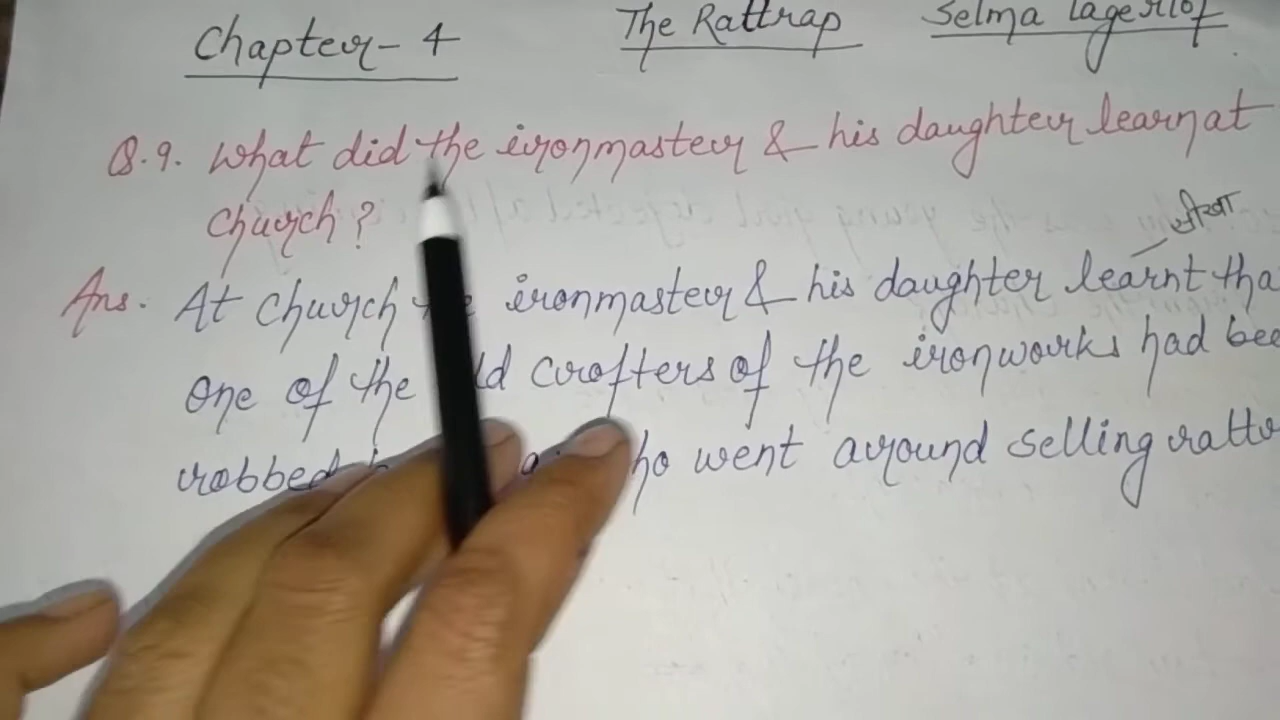 Chapter - 4 The Rattrap Selma Lagerlof
Q.9. What did the ironmaster & his daughter learn at
Church?
सीखा
Ans. At Church ironmaster & his daughter learnt tha
one of the crofters of the ironworks had bee
robbed went around selling ratt